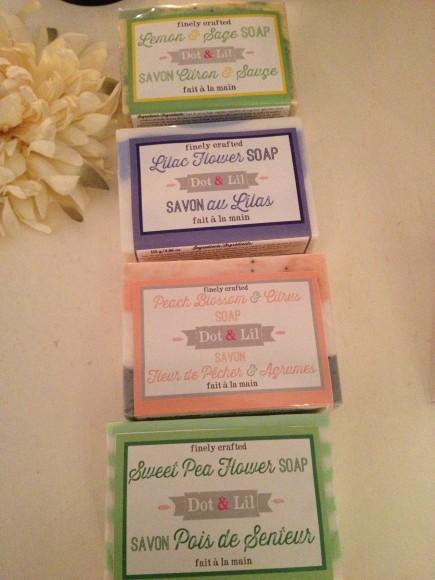 finely crafted
Lemon & Sage SOAP
Dot & Lil
SAVON Citron & Sauge
fait à la main
finely crafted
Lilac Flower SOAP
Dot & Lil
SAVON au Lilas
fait à la main
finely crafted
Peach Blossom & Citrus
SOAP
Dot & Lil
SAVON
Fleur de Pêcher & Agrumes
fait à la main
finely crafted
Sweet Pea Flower SOAP
Dot & Lil
SAVON Pois de Senteur
fait à la main